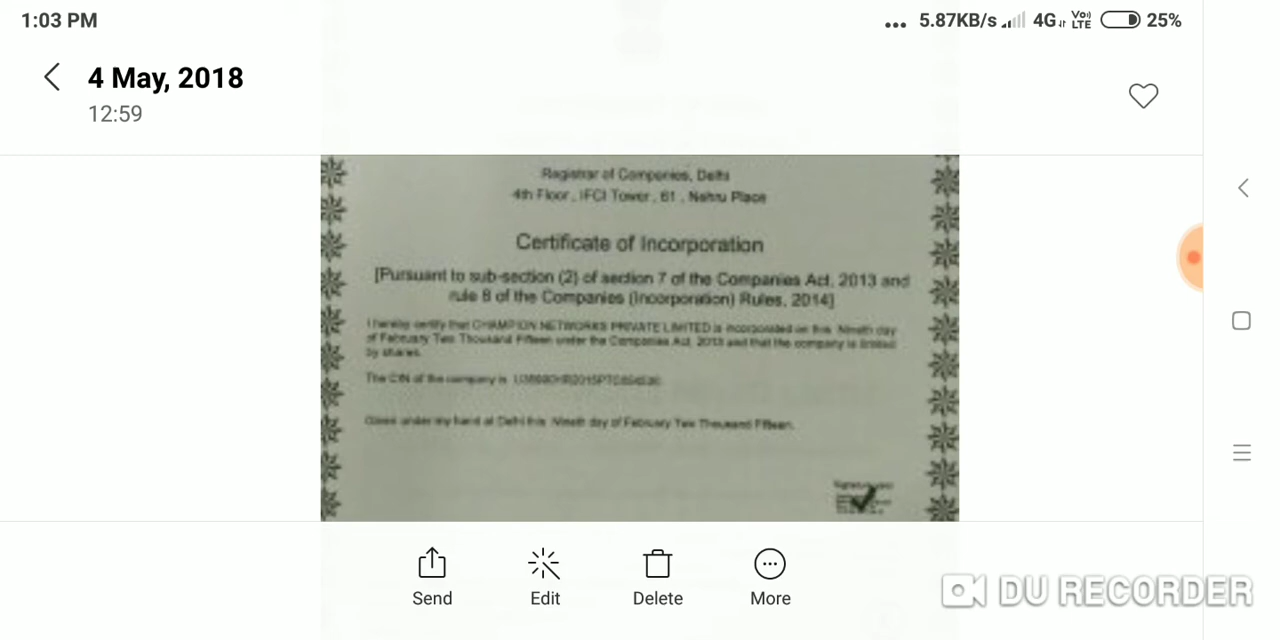 1:03 PM
5.87KB/s 4G VoLTE 25%
4 May, 2018
12:59
Registrar of Companies, Delhi
4th Floor, IFCI Tower, 61, Nehru Place
Certificate of Incorporation
[Pursuant to sub-section (2) of section 7 of the Companies Act, 2013 and
rule 8 of the Companies (Incorporation) Rules, 2014]
I hereby certify that CHAMPION NETWORKS PRIVATE LIMITED is incorporated on this Nineth day
of February Two Thousand Fifteen under the Companies Act, 2013 and that the company is limited
by shares.
The CIN of the company is
Given under my hand at Delhi this Nineth day of February Two Thousand Fifteen.
Send Edit Delete More
DU RECORDER